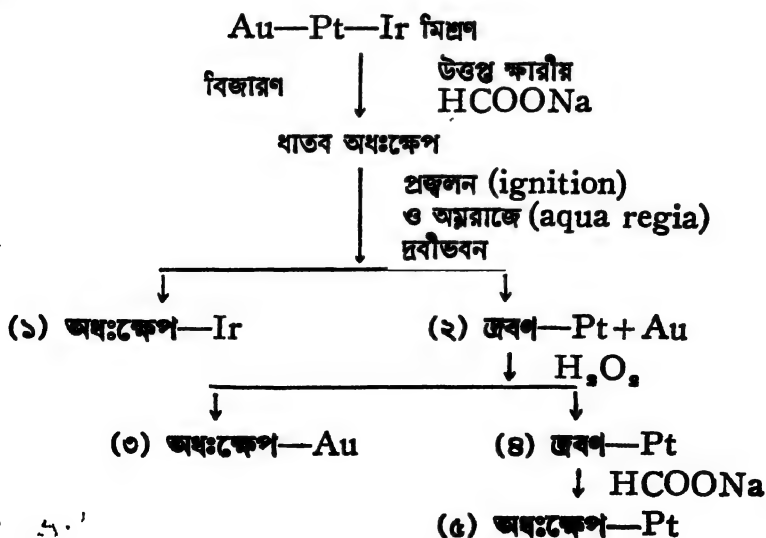 Au—Pt—Ir মিশ্রণ
বিজারণ
উত্তপ্ত ক্ষারীয়
HCOONa
ধাতব অধঃক্ষেপ
প্রজ্বলন (ignition)
ও অম্লরাজে (aqua regia)
দ্রবীভবন
(১) অধঃক্ষেপ—Ir (২) দ্রবণ—Pt+Au
H₂O₂
(৩) অধঃক্ষেপ—Au (৪) দ্রবণ—Pt
HCOONa
(৫) অধঃক্ষেপ—Pt